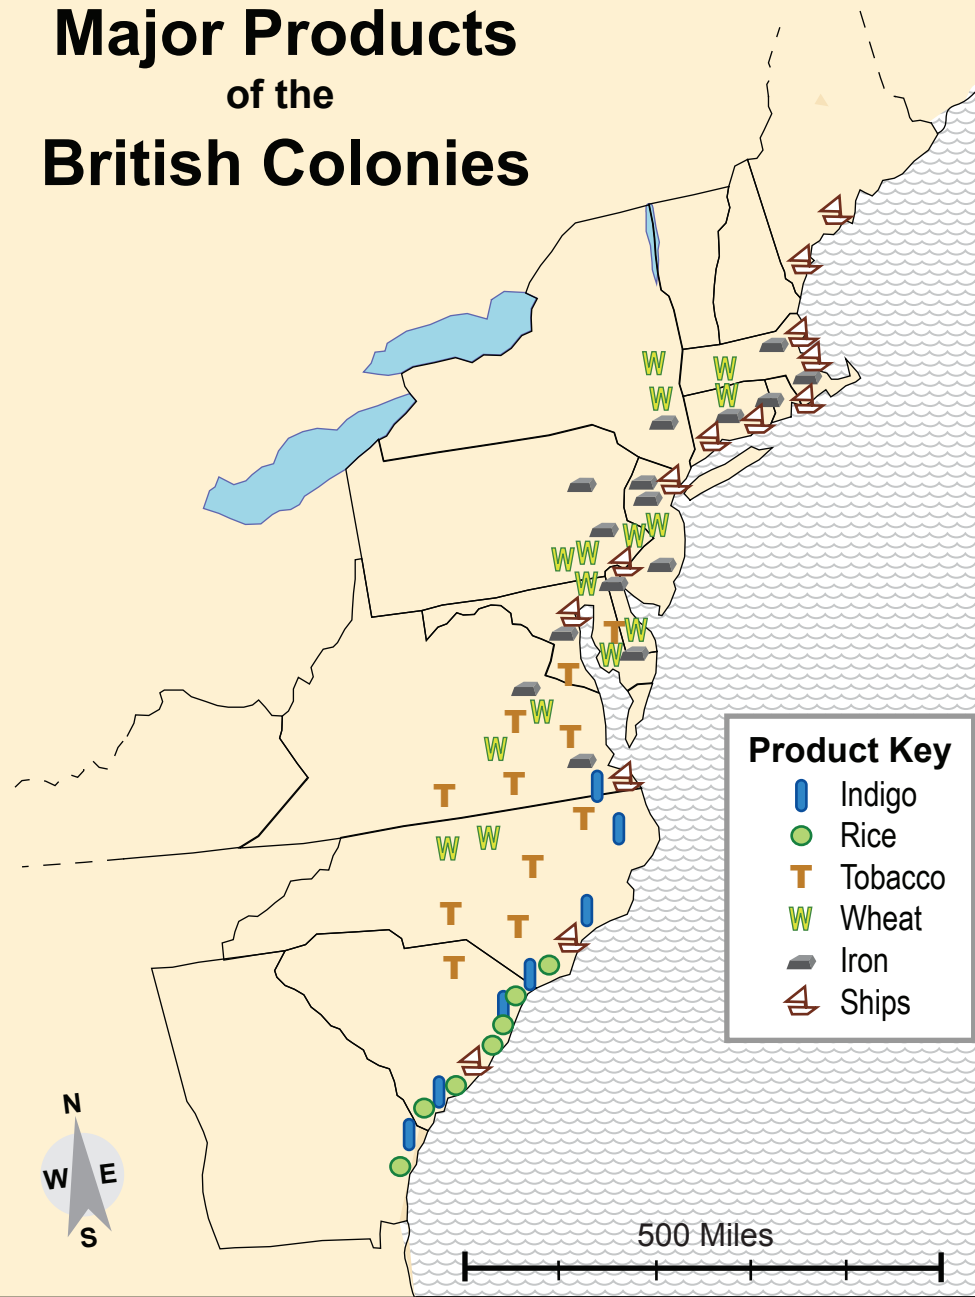 Major Products
of the
British Colonies
W
W
W
W
W
W
W
W
W
T
W
W
T
W
T
T
W
T
T
T
W
W
T
T
T
T
Product Key
Indigo
Rice
T Tobacco
W Wheat
Iron
Ships
N
W E
S
500 Miles